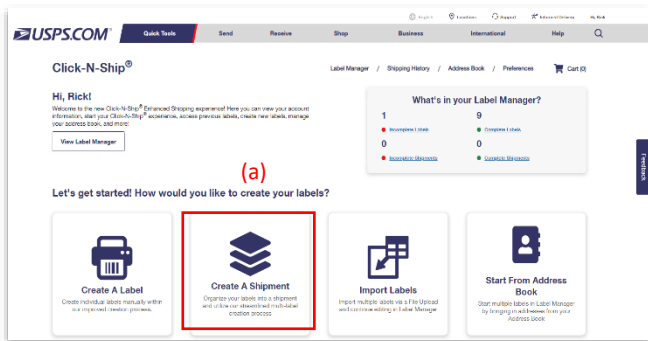 English Locations Support Informed Delivery Hi, Rick
USPS.COM® Quick Tools Send Receive Shop Business International Help
Click-N-Ship®
Label Manager / Shipping History / Address Book / Preferences Cart (0)
Hi, Rick!
Welcome to the new Click-N-Ship® Enhanced Shipping experience! Here you can view your account
information, start your Click-N-Ship® experience, access previous labels, create new labels, manage
your address book, and more!
View Label Manager
What's in your Label Manager?
1 9
Incomplete Labels Complete Labels
0 0
Incomplete Shipments Complete Shipments
Feedback
(a)
Let's get started! How would you like to create your labels?
Create A Label
Create individual labels manually within
our improved creation process.
Create A Shipment
Organize your labels into a shipment
and utilize our streamlined multi-label
creation process
Import Labels
Import multiple labels via a File Upload
and continue editing in Label Manager
Start From Address
Book
Start multiple labels in Label Manager
by bringing in addresses from your
Address Book